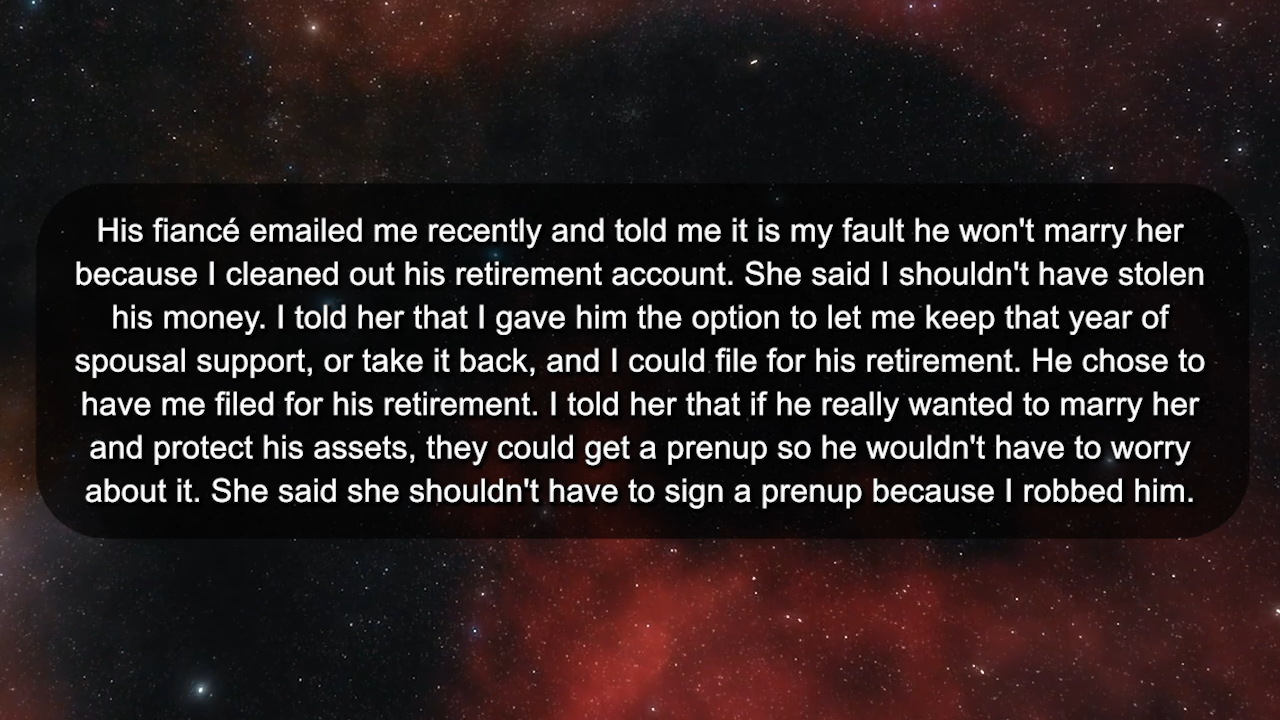 His fiancé emailed me recently and told me it is my fault he won't marry her
because I cleaned out his retirement account. She said I shouldn't have stolen
his money. I told her that I gave him the option to let me keep that year of
spousal support, or take it back, and I could file for his retirement. He chose to
have me filed for his retirement. I told her that if he really wanted to marry her
and protect his assets, they could get a prenup so he wouldn't have to worry
about it. She said she shouldn't have to sign a prenup because I robbed him.